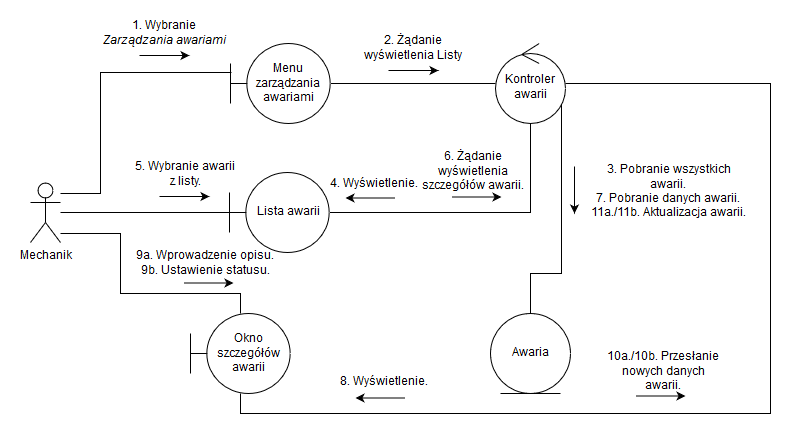 1. Wybranie
Zarządzania awariami
2. Żądanie
wyświetlenia Listy
Menu
zarządzania
awariami
Kontroler
awarii
5. Wybranie awarii
z listy.
4. Wyświetlenie.
6. Żądanie
wyświetlenia
szczegółów awarii.
3. Pobranie wszystkich
awarii.
7. Pobranie danych awarii.
11a./11b. Aktualizacja awarii.
Lista awarii
Mechanik
9a. Wprowadzenie opisu.
9b. Ustawienie statusu.
Okno
szczegółów
awarii
Awaria
8. Wyświetlenie.
10a./10b. Przesłanie
nowych danych
awarii.